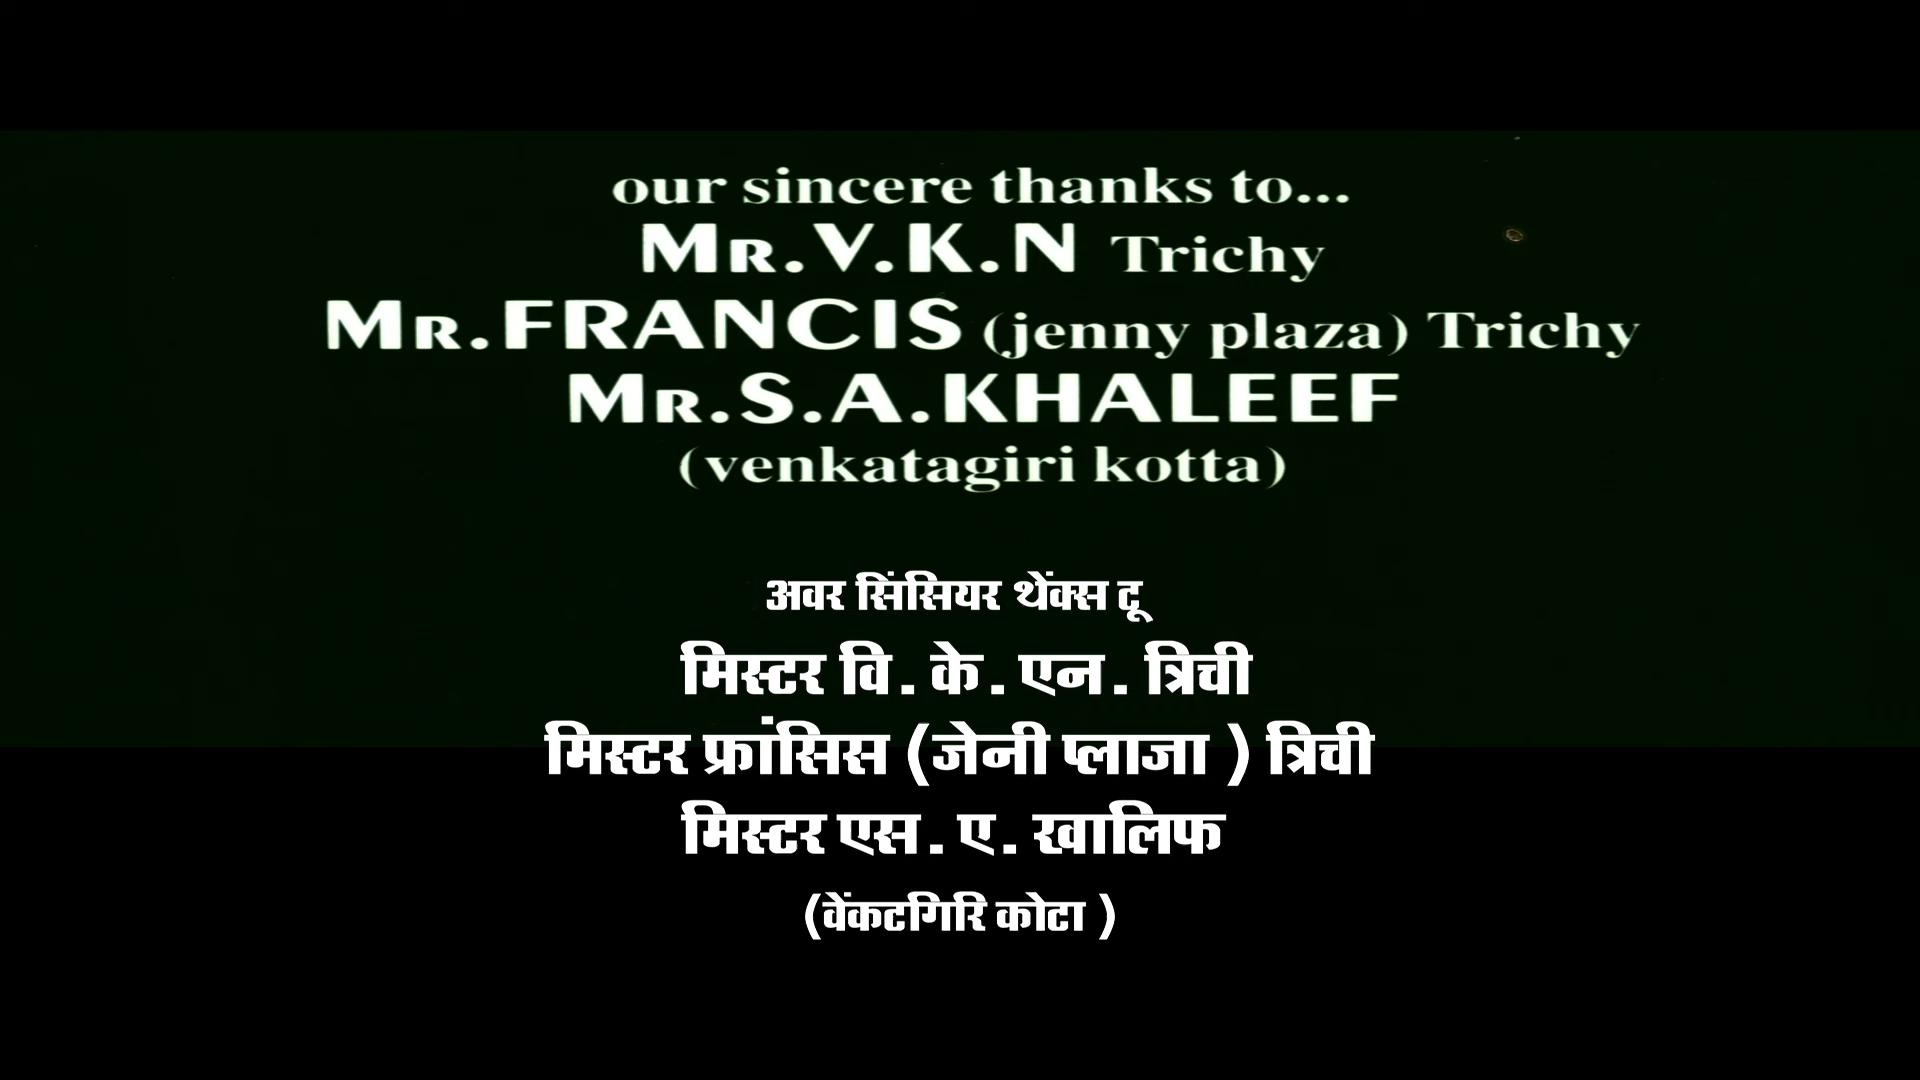 our sincere thanks to...
MR.V.K.N Trichy
MR.FRANCIS (jenny plaza) Trichy
MR.S.A.KHALEEF
(venkatagiri kotta)
अवर सिंसियर थेंक्स टू
मिस्टर वि. के. एन. त्रिची
मिस्टर फ्रांसिस (जेनी प्लाजा ) त्रिची
मिस्टर एस. ए. खालिफ
(वेंकटगिरि कोटा )